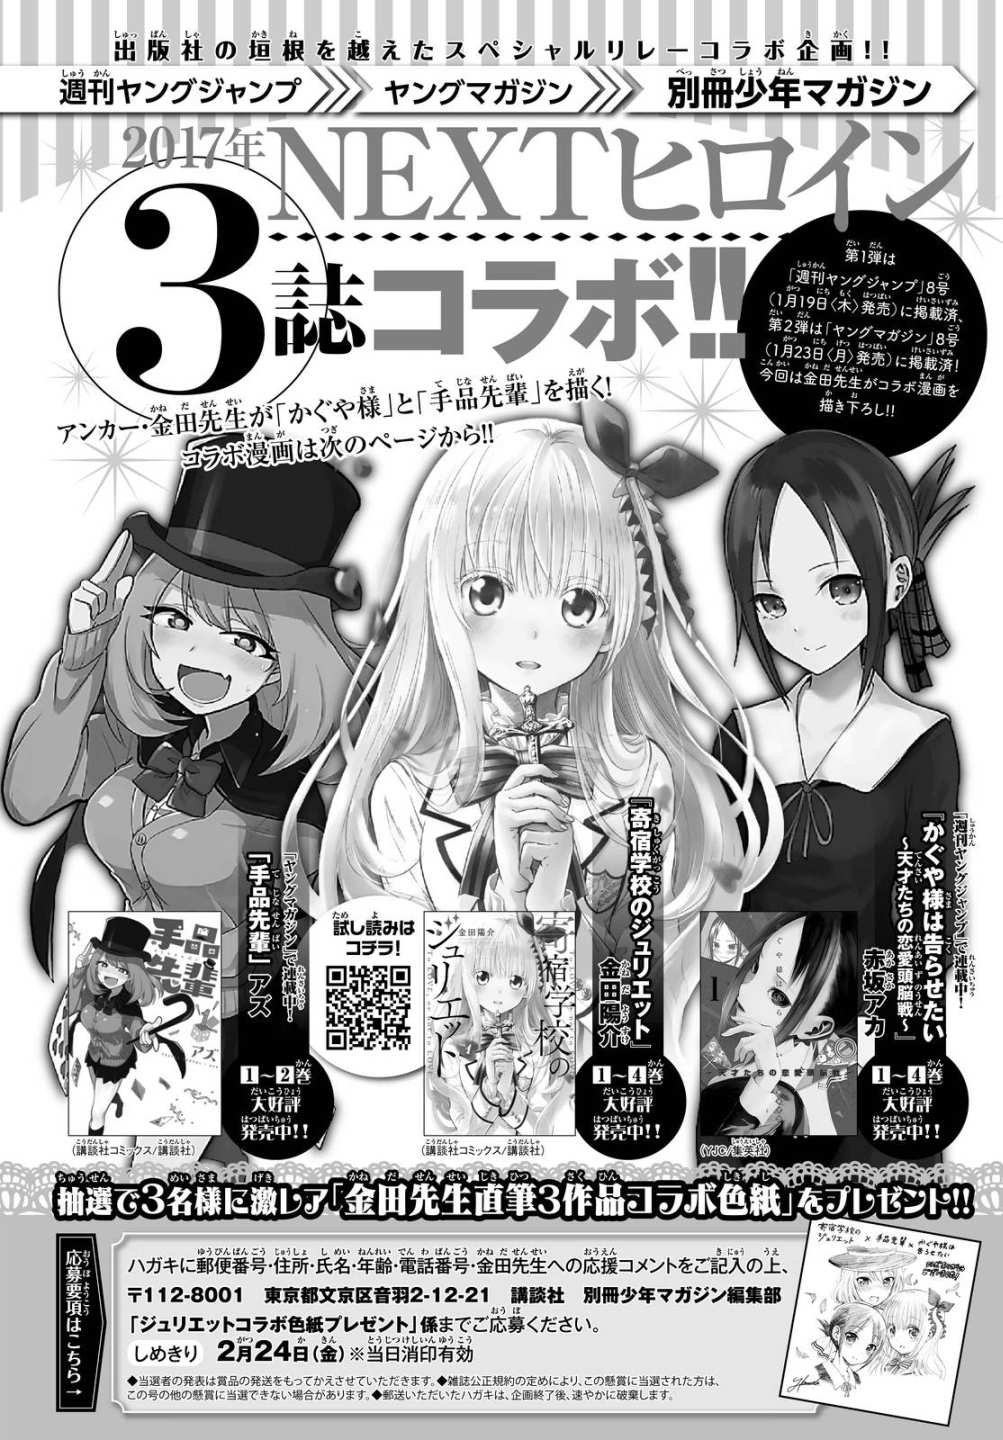 出版社の垣根を越えたスペシャルリレーコラボ企画!!
週刊ヤングジャンプ
ヤングマガジン
別冊少年マガジン
2017年
NEXTヒロイン
3誌コラボ!!
第1弾は
「週刊ヤングジャンプ」8号
(1月19日〈木〉発売)に掲載済、
第2弾は「ヤングマガジン」8号
(1月23日〈月〉発売)に掲載済!
今回は金田先生がコラボ漫画を
描き下ろし!!
アンカー・金田先生が「かぐや様」と「手品先輩」を描く!
コラボ漫画は次のページから!!
『週刊ヤングジャンプ』で連載中!
『かぐや様は告らせたい
〜天才たちの恋愛頭脳戦〜』
赤坂アカ
1〜4巻
大好評
発売中!!
(YJC/集英社)
『寄宿学校のジュリエット』
金田陽介
1〜4巻
大好評
発売中!!
寄宿学校の
ジュリエット
金田陽介
1
(講談社コミックス/講談社)
試し読みは
コチラ!
『ヤングマガジン』で連載中!
「手品先輩」アズ
1〜2巻
大好評
発売中!!
手品
先輩
2
アズ
(講談社コミックス/講談社)
1
天才たちの恋愛頭脳戦
抽選で3名様に激レア「金田先生直筆3作品コラボ色紙」をプレゼント!!
応募要項はこちら→
ハガキに郵便番号・住所・氏名・年齢・電話番号・金田先生への応援コメントをご記入の上、
〒112-8001 東京都文京区音羽2-12-21 講談社 別冊少年マガジン編集部
「ジュリエットコラボ色紙プレゼント」係までご応募ください。
しめきり 2月24日(金)※当日消印有効
◆当選者の発表は賞品の発送をもってかえさせていただきます。◆雑誌公正規約の定めにより、この懸賞に当選された方は、
この号の他の懸賞に当選できない場合があります。◆郵送いただいたハガキは、企画終了後、速やかに破棄します。
寄宿学校の
ジュリエット
×
手品先輩
×
かぐや様は
告らせたい